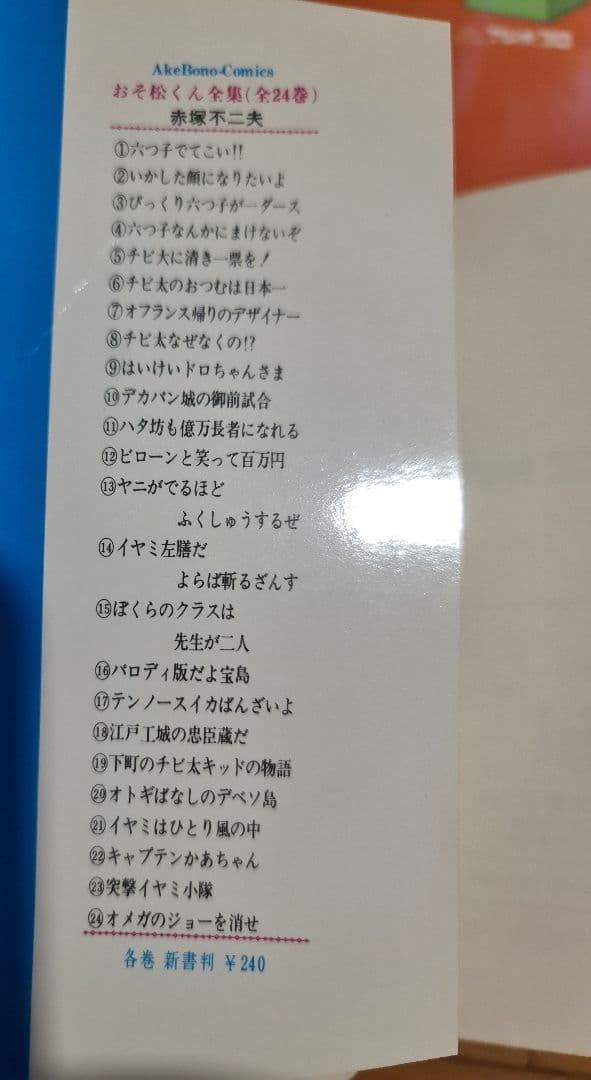 AkeBono-Comics
おそ松くん全集(全24巻)
赤塚不二夫
①六つ子でてこい!!
②いかした顔になりたいよ
③びっくり六つ子が一ダース
④六つ子なんかにまけないぞ
⑤チビ太に清き一票を!
⑥チビ太のおつむは日本一
⑦オフランス帰りのデザイナー
⑧チビ太なぜなくの!?
⑨はいけいドロちゃんさま
⑩デカパン城の御前試合
⑪ハタ坊も億万長者になれる
⑫ビローンと笑って百万円
⑬ヤニがでるほど
ふくしゅうするぜ
⑭イヤミ左膳だ
よらば斬るざんす
⑮ぼくらのクラスは
先生が二人
⑯パロディ版だよ宝島
⑰テンノースイカばんざいよ
⑱江戸工城の忠臣蔵だ
⑲下町のチビ太キッドの物語
⑳オトギばなしのデベソ島
㉑イヤミはひとり風の中
㉒キャプテンかあちゃん
㉓突撃イヤミ小隊
㉔オメガのジョーを消せ
各巻 新書判 ¥240